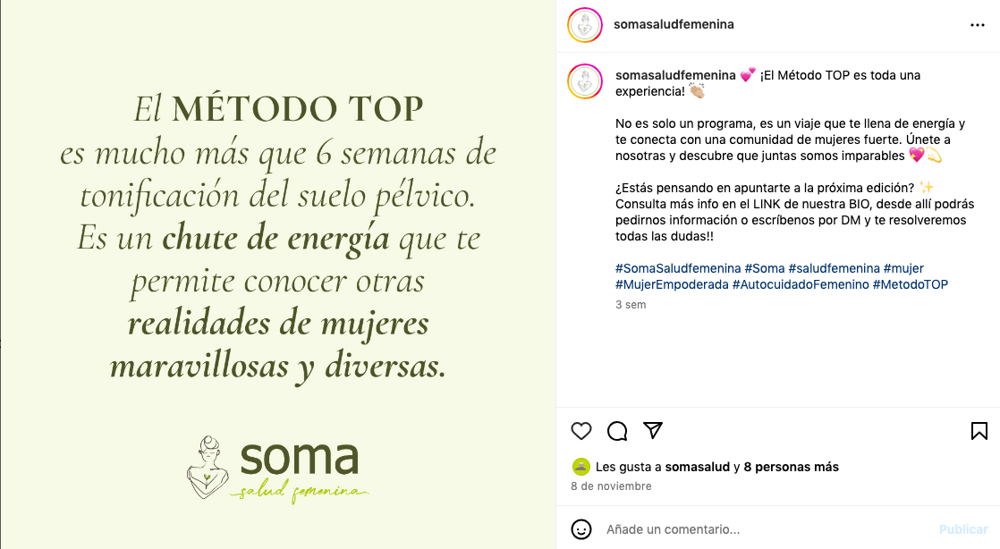 El MÉTODO TOP
es mucho más que 6 semanas de
tonificación del suelo pélvico.
Es un chute de energía que te
permite conocer otras
realidades de mujeres
maravillosas y diversas.
soma
salud femenina
somasaludfemenina
somasaludfemenina 💕 ¡El Método TOP es toda una
experiencia! 👏🏼
No es solo un programa, es un viaje que te llena de energía y
te conecta con una comunidad de mujeres fuerte. Únete a
nosotras y descubre que juntas somos imparables 💖💫
¿Estás pensando en apuntarte a la próxima edición? ✨
Consulta más info en el LINK de nuestra BIO, desde allí podrás
pedirnos información o escríbenos por DM y te resolveremos
todas las dudas!!
#SomaSaludfemenina #Soma #saludfemenina #mujer
#MujerEmpoderada #AutocuidadoFemenino #MetodoTOP
3 sem
Les gusta a somasalud y 8 personas más
8 de noviembre
Añade un comentario...
Publicar